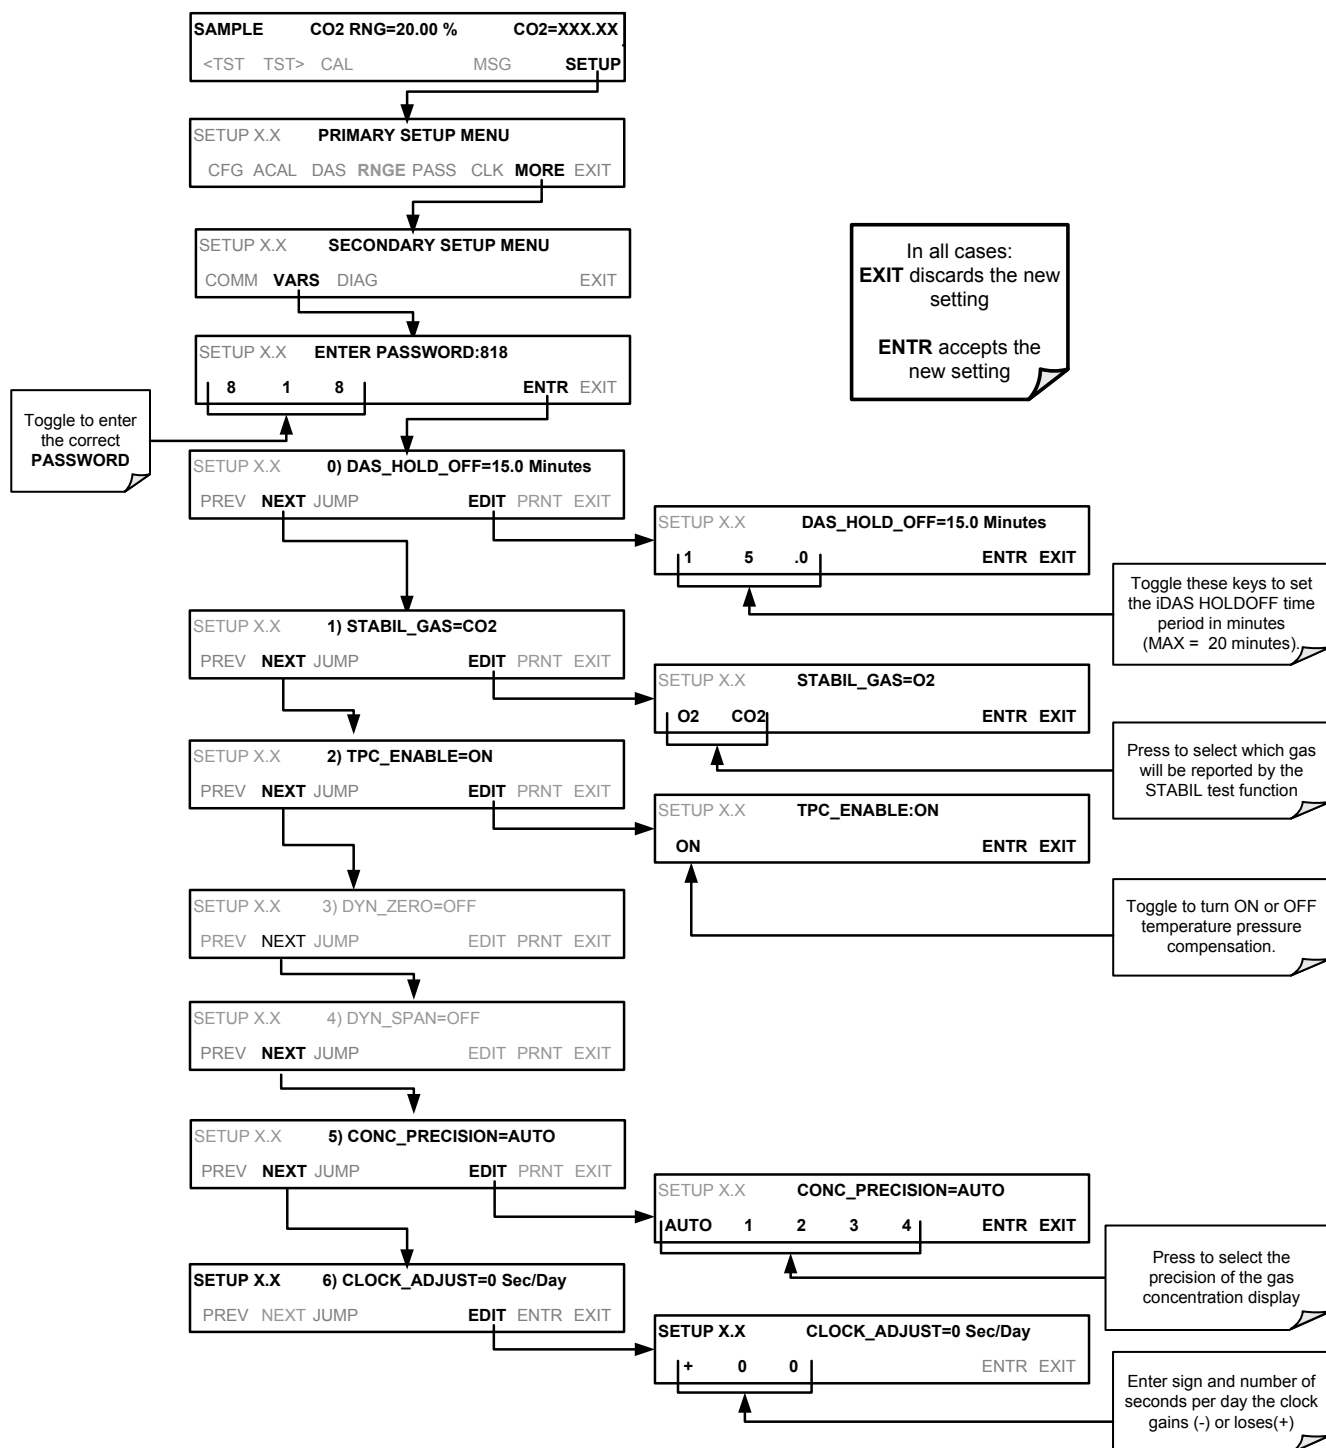 SAMPLE CO2 RNG=20.00 % CO2=XXX.XX
<TST TST> CAL MSG SETUP
SETUP X.X PRIMARY SETUP MENU
CFG ACAL DAS RNGE PASS CLK MORE EXIT
SETUP X.X SECONDARY SETUP MENU
COMM VARS DIAG EXIT
In all cases:
EXIT discards the new
setting
ENTR accepts the
new setting
SETUP X.X ENTER PASSWORD:818
8 1 8 ENTR EXIT
Toggle to enter
the correct
PASSWORD
SETUP X.X 0) DAS_HOLD_OFF=15.0 Minutes
PREV NEXT JUMP EDIT PRNT EXIT
SETUP X.X DAS_HOLD_OFF=15.0 Minutes
1 5 .0 ENTR EXIT
Toggle these keys to set
the iDAS HOLDOFF time
period in minutes
(MAX = 20 minutes).
SETUP X.X 1) STABIL_GAS=CO2
PREV NEXT JUMP EDIT PRNT EXIT
SETUP X.X STABIL_GAS=O2
O2 CO2 ENTR EXIT
Press to select which gas
will be reported by the
STABIL test function
SETUP X.X 2) TPC_ENABLE=ON
PREV NEXT JUMP EDIT PRNT EXIT
SETUP X.X TPC_ENABLE:ON
ON ENTR EXIT
Toggle to turn ON or OFF
temperature pressure
compensation.
SETUP X.X 3) DYN_ZERO=OFF
PREV NEXT JUMP EDIT PRNT EXIT
SETUP X.X 4) DYN_SPAN=OFF
PREV NEXT JUMP EDIT PRNT EXIT
SETUP X.X 5) CONC_PRECISION=AUTO
PREV NEXT JUMP EDIT PRNT EXIT
SETUP X.X CONC_PRECISION=AUTO
AUTO 1 2 3 4 ENTR EXIT
Press to select the
precision of the gas
concentration display
SETUP X.X 6) CLOCK_ADJUST=0 Sec/Day
PREV NEXT JUMP EDIT ENTR EXIT
SETUP X.X CLOCK_ADJUST=0 Sec/Day
+ 0 0 ENTR EXIT
Enter sign and number of
seconds per day the clock
gains (-) or loses(+)